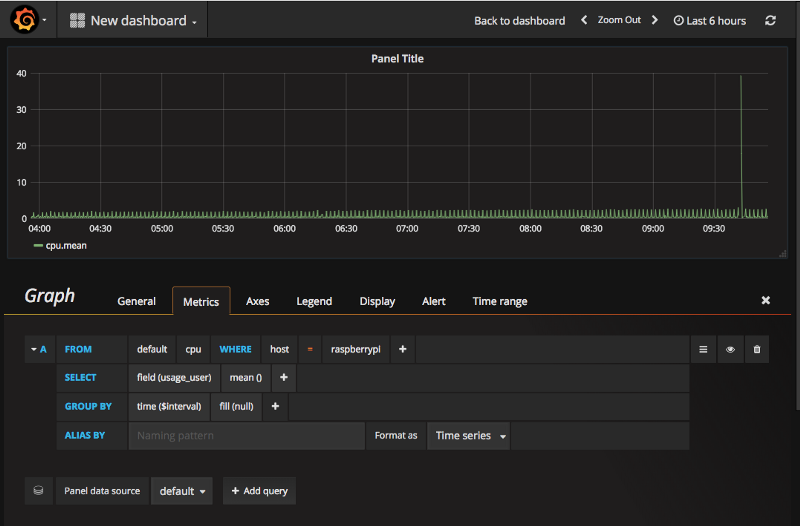 New dashboard
Back to dashboard Zoom Out Last 6 hours
Panel Title
40
30
20
10
0
04:00 04:30 05:00 05:30 06:00 06:30 07:00 07:30 08:00 08:30 09:00 09:30
cpu.mean
Graph General Metrics Axes Legend Display Alert Time range
A FROM default cpu WHERE host = raspberrypi +
SELECT field (usage_user) mean () +
GROUP BY time ($interval) fill (null) +
ALIAS BY Naming pattern Format as Time series
Panel data source default + Add query